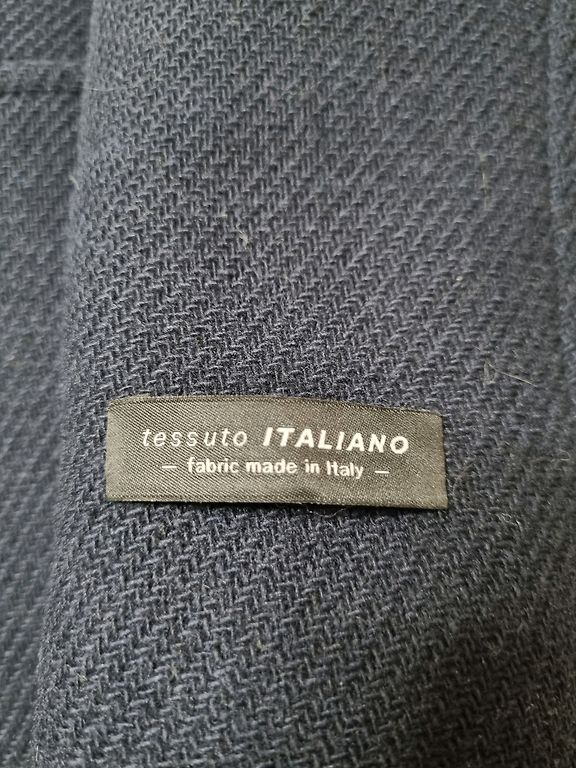 tessuto ITALIANO
– fabric made in Italy –